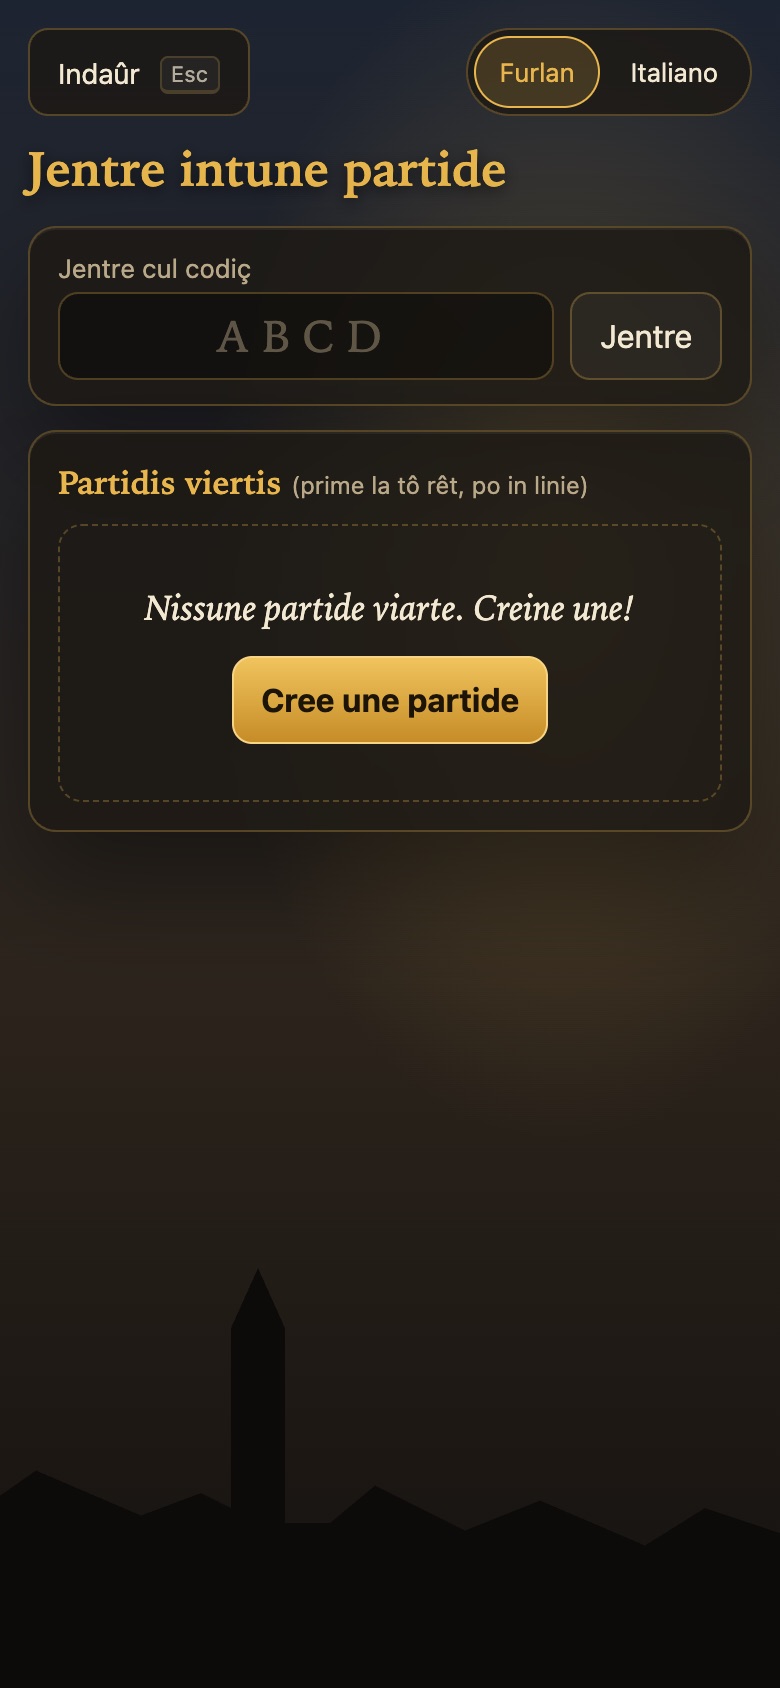 Indaûr Esc Furlan Italiano
Jentre intune partide
Jentre cul codiç
ABCD Jentre
Partidis viertis (prime la tô rêt, po in linie)
Nissune partide viarte. Creine une!
Cree une partide